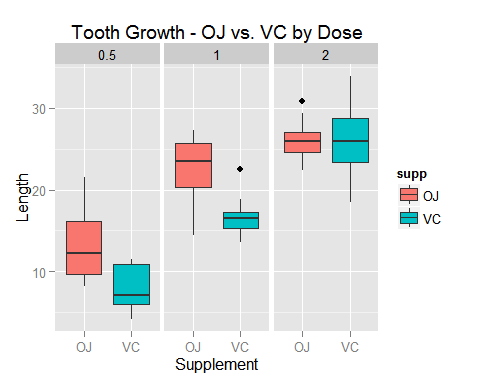 Tooth Growth - OJ vs. VC by Dose
0.5 1 2
30
20
10
Length
OJ VC OJ VC OJ VC
Supplement
supp
OJ
VC